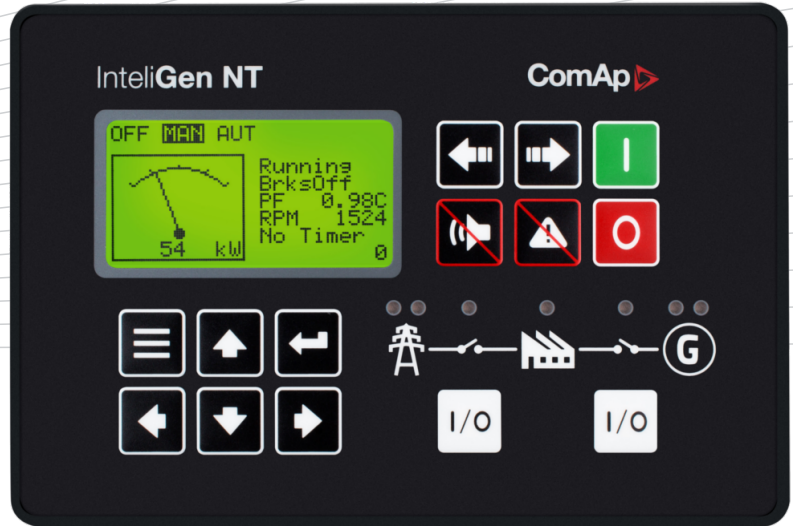 InteliGen NT
ComAp
OFF MAN AUT
Running
BrksOff
PF 0.98C
RPM 1524
No Timer
0
54 kW
I
O
G
I/O
I/O